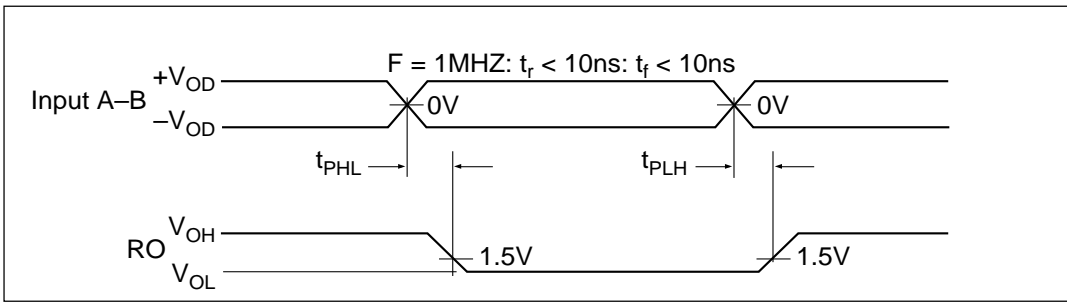 F = 1MHZ: tr < 10ns: tf < 10ns
+VOD
Input A–B
0V
0V
–VOD
tPHL
tPLH
VOH
RO
1.5V
1.5V
VOL